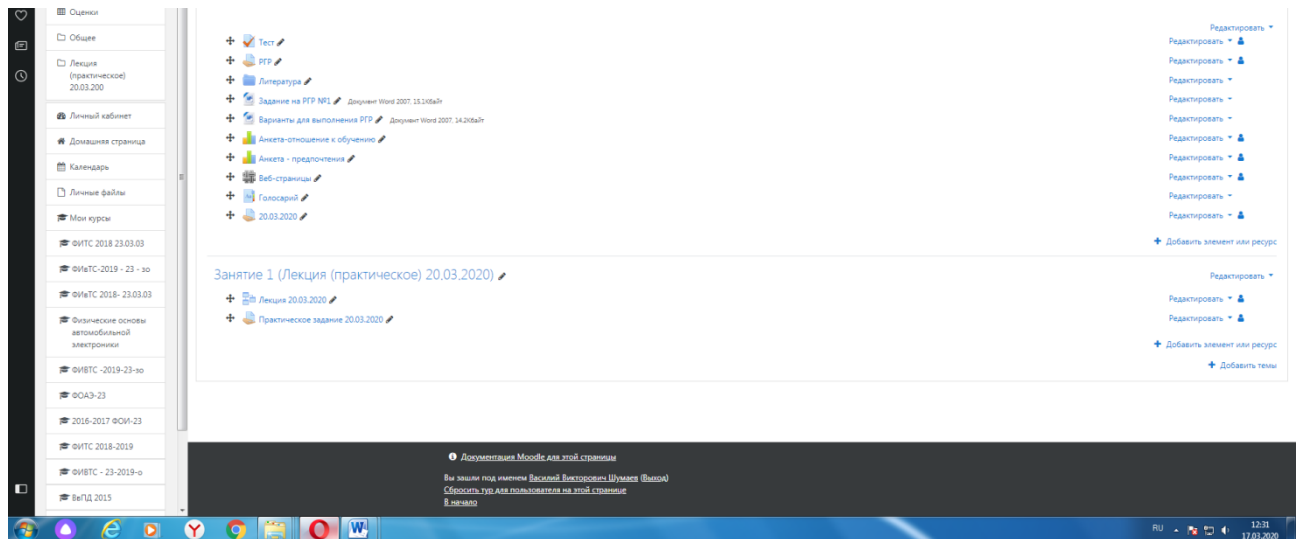 Оценки
Общее
Лекция
(практическое)
20.03.200
Личный кабинет
Домашняя страница
Календарь
Личные файлы
Мои курсы
ФИТС 2018 23.03.03
ФИвТС-2019 - 23 - зо
ФИвТС 2018- 23.03.03
Физические основы
автомобильной
электроники
ФИВТС -2019-23-зо
ФОАЭ-23
2016-2017 ФОИ-23
ФИТС 2018-2019
ФИВТС - 23-2019-о
ВвПД 2015
Редактировать
Тест Редактировать
РГР Редактировать
Литература Редактировать
Задание на РГР №1 Документ Word 2007. 15.1Кбайт Редактировать
Варианты для выполнения РГР Документ Word 2007. 14.2Кбайт Редактировать
Анкета-отношение к обучению Редактировать
Анкета - предпочтения Редактировать
Веб-страницы Редактировать
Голосарий Редактировать
20.03.2020 Редактировать
+ Добавить элемент или ресурс
Занятие 1 (Лекция (практическое) 20.03.2020) Редактировать
Лекция 20.03.2020 Редактировать
Практическое задание 20.03.2020 Редактировать
+ Добавить элемент или ресурс
+ Добавить темы
Документация Moodle для этой страницы
Вы зашли под именем Василий Викторович Шумаев (Выход)
Сбросить тур для пользователя на этой странице
В начало
RU 12:31
17.03.2020